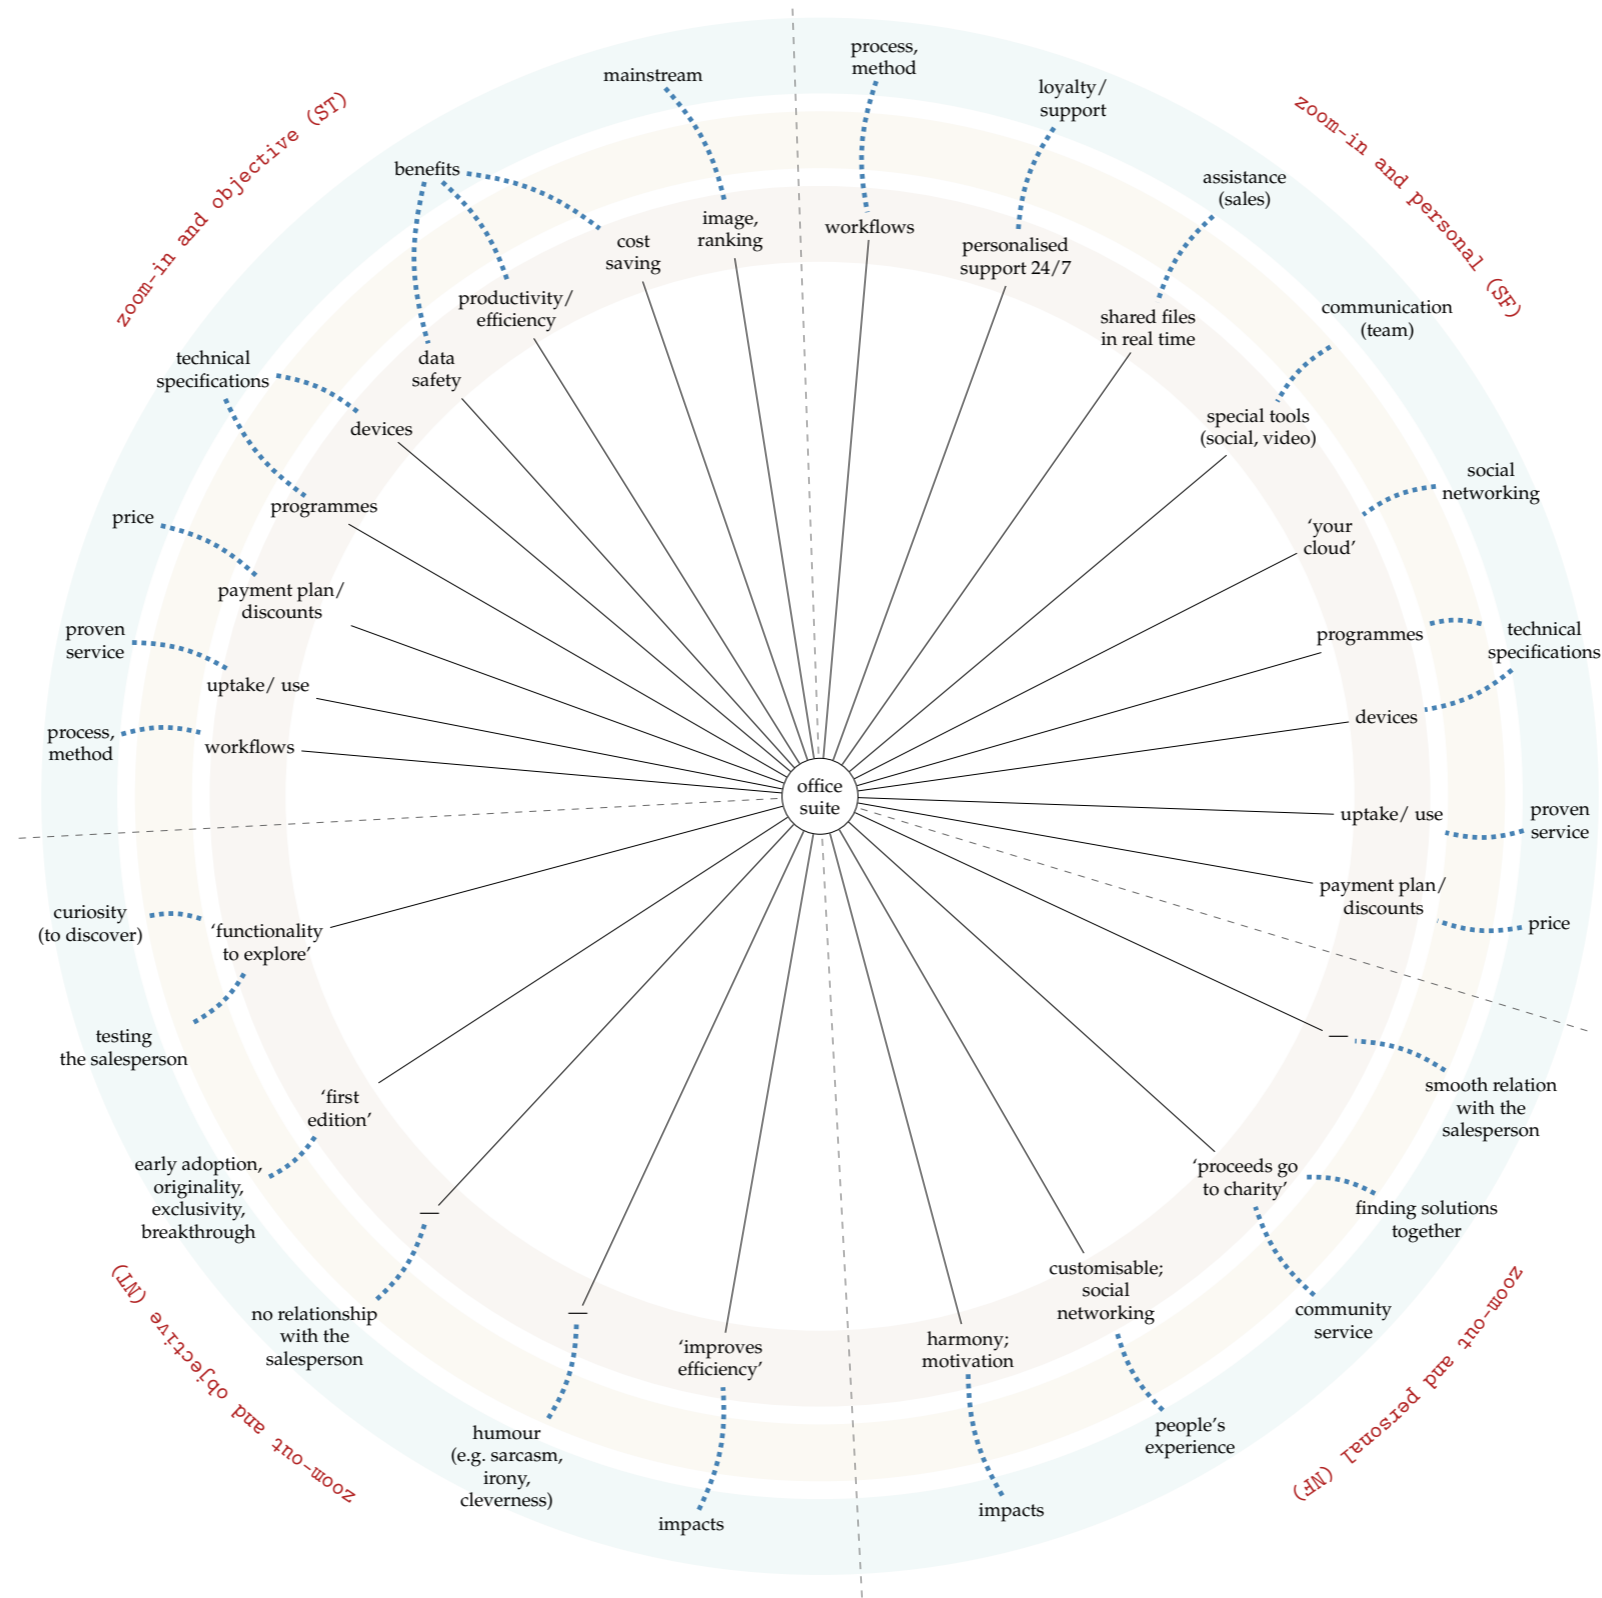 zoom-in and objective (ST)
mainstream
benefits
image,
ranking
cost
saving
productivity/
efficiency
data
safety
technical
specifications
devices
programmes
price
payment plan/
discounts
proven
service
uptake/ use
process,
method
workflows
zoom-in and personal (SF)
process,
method
workflows
loyalty/
support
personalised
support 24/7
assistance
(sales)
shared files
in real time
communication
(team)
special tools
(social, video)
social
networking
‘your
cloud’
programmes
technical
specifications
devices
uptake/ use
proven
service
payment plan/
discounts
price
office
suite
zoom-out and objective (NT)
curiosity
(to discover)
‘functionality
to explore’
testing
the salesperson
‘first
edition’
early adoption,
originality,
exclusivity,
breakthrough
—
no relationship
with the
salesperson
—
humour
(e.g. sarcasm,
irony,
cleverness)
‘improves
efficiency’
impacts
zoom-out and personal (NF)
—
smooth relation
with the
salesperson
‘proceeds go
to charity’
finding solutions
together
community
service
customisable;
social
networking
people’s
experience
harmony;
motivation
impacts